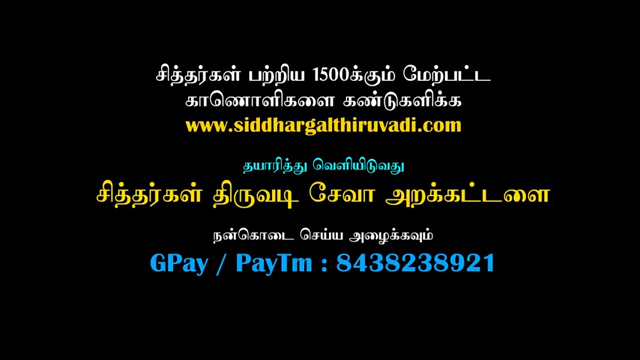 சித்தர்கள் பற்றிய 1500க்கும் மேற்பட்ட
காணொளிகளை கண்டுகளிக்க
www.siddhargalthiruvadi.com
தயாரித்து வெளியிடுவது
சித்தர்கள் திருவடி சேவா அறக்கட்டளை
நன்கொடை செய்ய அழைக்கவும்
GPay / PayTm : 8438238921